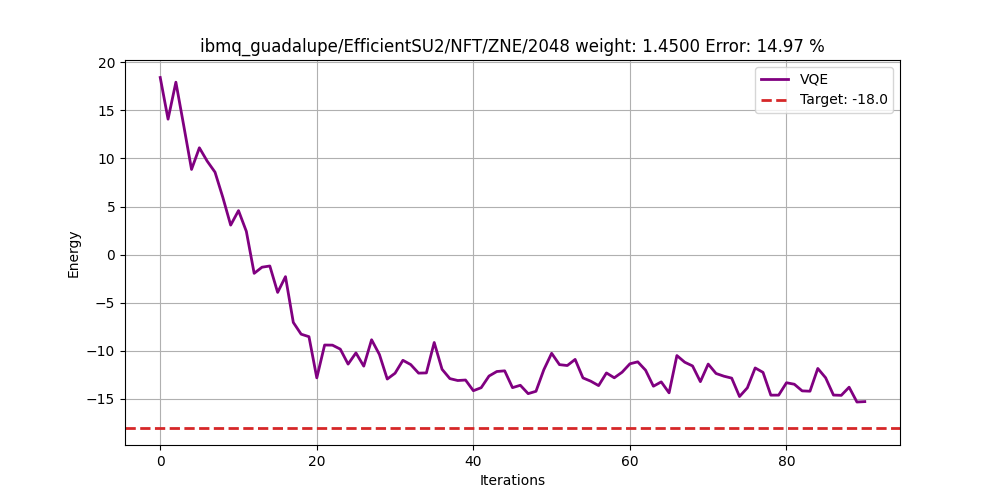 ibmq_guadalupe/EfficientSU2/NFT/ZNE/2048 weight: 1.4500 Error: 14.97 %
VQE
Target: -18.0
20
15
10
5
0
−5
−10
−15
Energy
0 20 40 60 80
Iterations